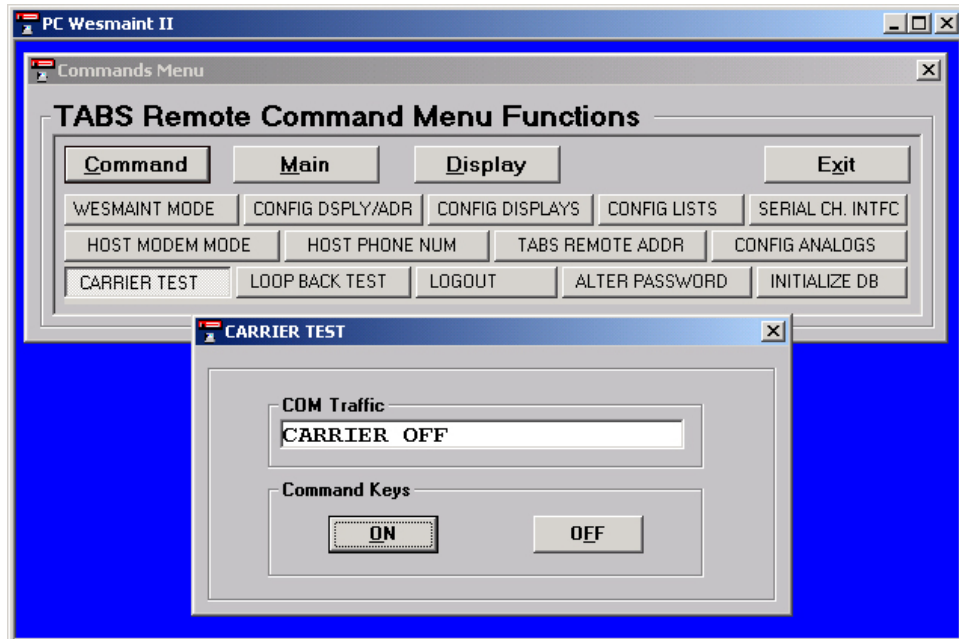 PC Wesmaint II
Commands Menu
TABS Remote Command Menu Functions
Command Main Display Exit
WESMAINT MODE CONFIG DSPLY/ADR CONFIG DISPLAYS CONFIG LISTS SERIAL CH. INTFC
HOST MODEM MODE HOST PHONE NUM TABS REMOTE ADDR CONFIG ANALOGS
CARRIER TEST LOOP BACK TEST LOGOUT ALTER PASSWORD INITIALIZE DB
CARRIER TEST
COM Traffic
CARRIER OFF
Command Keys
ON OFF